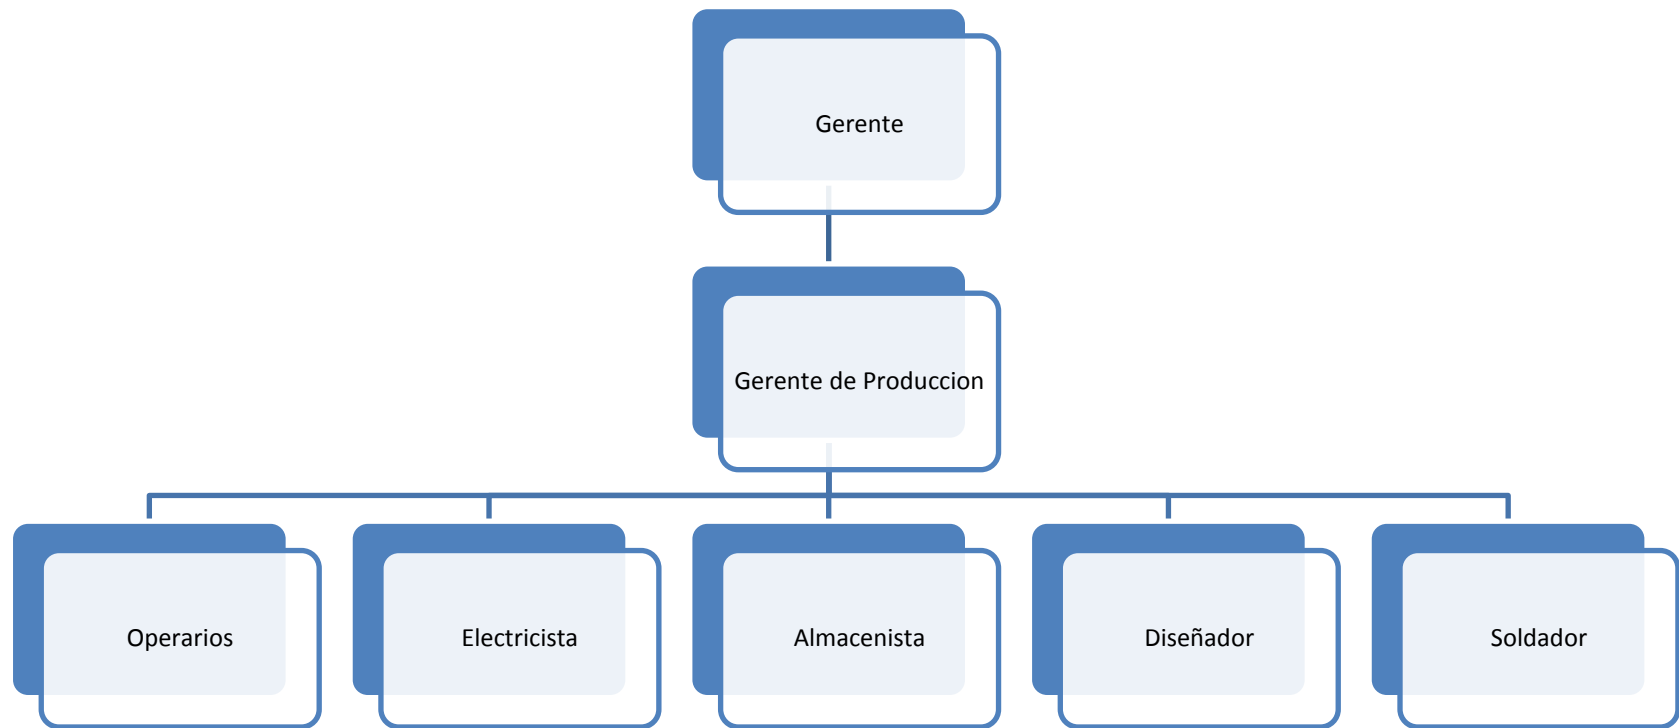 Gerente
Gerente de Produccion
Operarios
Electricista
Almacenista
Diseñador
Soldador